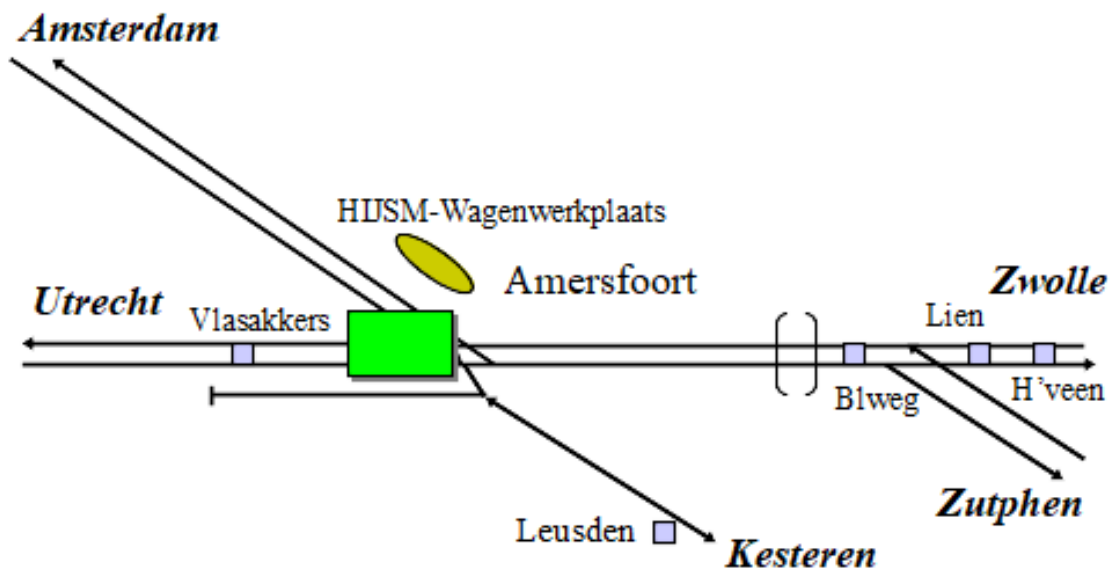 Amsterdam
HIJSM-Wagenwerkplaats
Amersfoort
Zwolle
Utrecht
Vlasakkers
Lien
Blweg
H'veen
Zutphen
Leusden
Kesteren